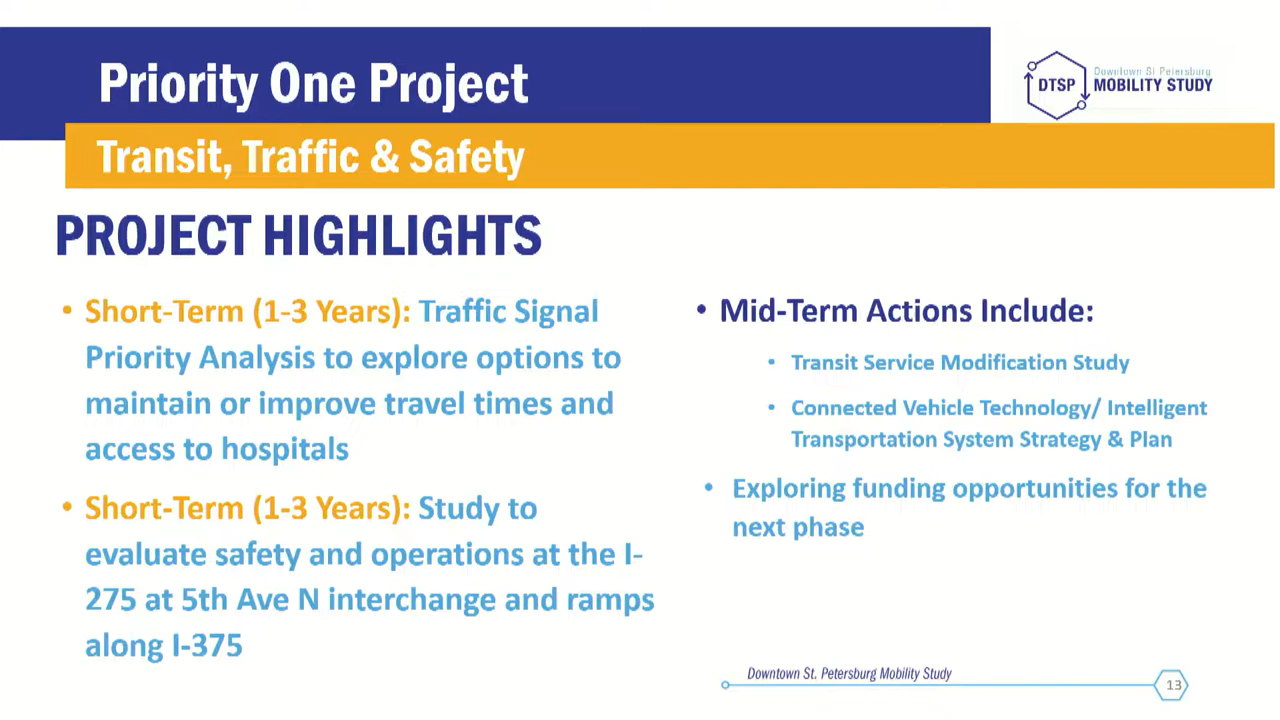 Priority One Project
DTSP
Downtown St Petersburg
MOBILITY STUDY
Transit, Traffic & Safety
PROJECT HIGHLIGHTS
• Short-Term (1-3 Years): Traffic Signal
Priority Analysis to explore options to
maintain or improve travel times and
access to hospitals
• Short-Term (1-3 Years): Study to
evaluate safety and operations at the I-
275 at 5th Ave N interchange and ramps
along I-375
• Mid-Term Actions Include:
• Transit Service Modification Study
• Connected Vehicle Technology/ Intelligent
Transportation System Strategy & Plan
• Exploring funding opportunities for the
next phase
Downtown St. Petersburg Mobility Study
13